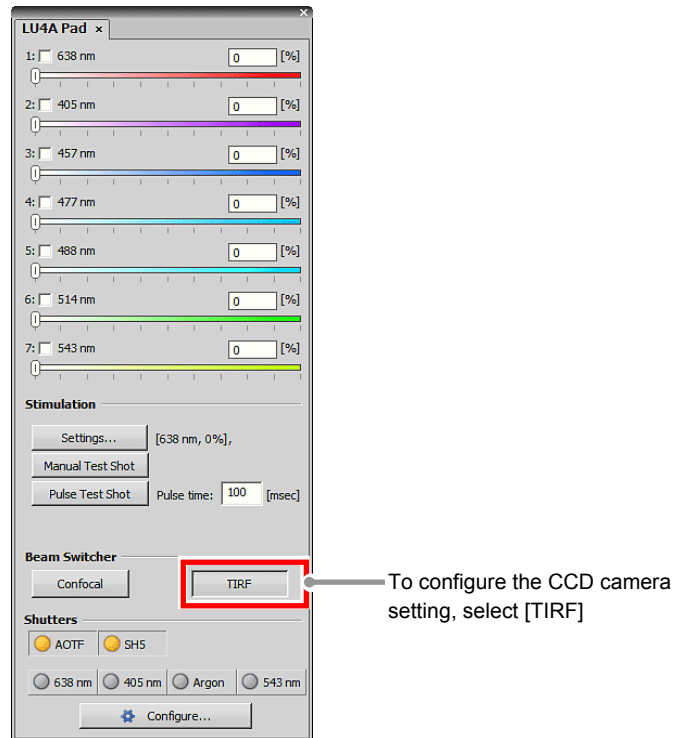 LU4A Pad ×
1: 638 nm 0 [%]
2: 405 nm 0 [%]
3: 457 nm 0 [%]
4: 477 nm 0 [%]
5: 488 nm 0 [%]
6: 514 nm 0 [%]
7: 543 nm 0 [%]
Stimulation
Settings... [638 nm, 0%],
Manual Test Shot
Pulse Test Shot Pulse time: 100 [msec]
Beam Switcher
Confocal TIRF
To configure the CCD camera
setting, select [TIRF]
Shutters
AOTF SH5
638 nm 405 nm Argon 543 nm
Configure...